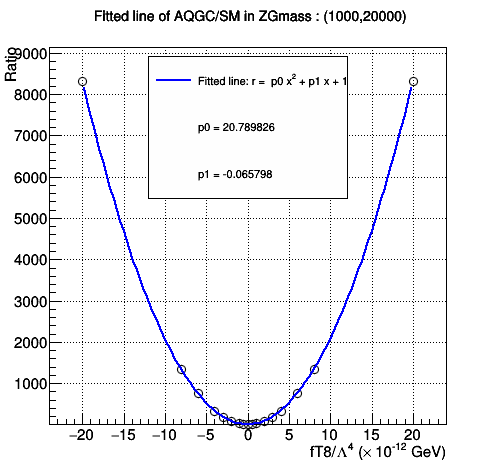 FItted line of AQGC/SM in ZGmass : (1000,20000)
Ratio
9000
8000
7000
6000
5000
4000
3000
2000
1000
Fitted line: r = p0 x² + p1 x + 1
p0 = 20.789826
p1 = -0.065798
−20 −15 −10 −5 0 5 10 15 20
fT8/Λ⁴ (× 10⁻¹² GeV)